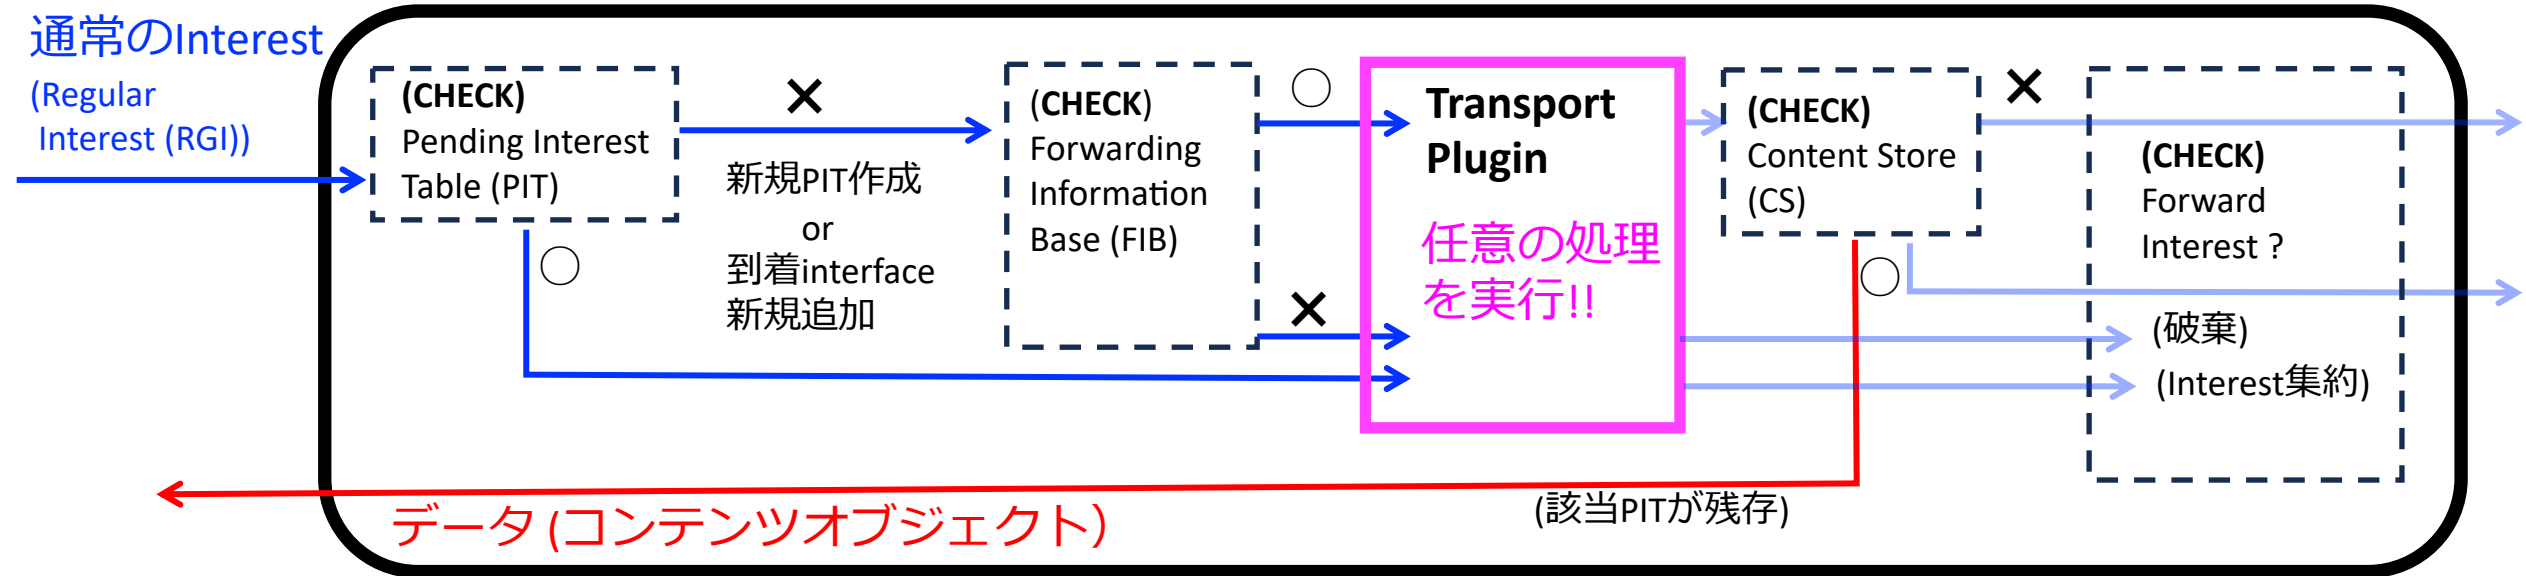 通常のInterest
(Regular
Interest (RGI))
(CHECK)
Pending Interest
Table (PIT)
×
新規PIT作成
or
到着interface
新規追加
〇
(CHECK)
Forwarding
Information
Base (FIB)
〇
×
Transport
Plugin
任意の処理
を実行!!
(CHECK)
Content Store
(CS)
×
〇
(CHECK)
Forward
Interest ?
(破棄)
(Interest集約)
(該当PITが残存)
データ (コンテンツオブジェクト）